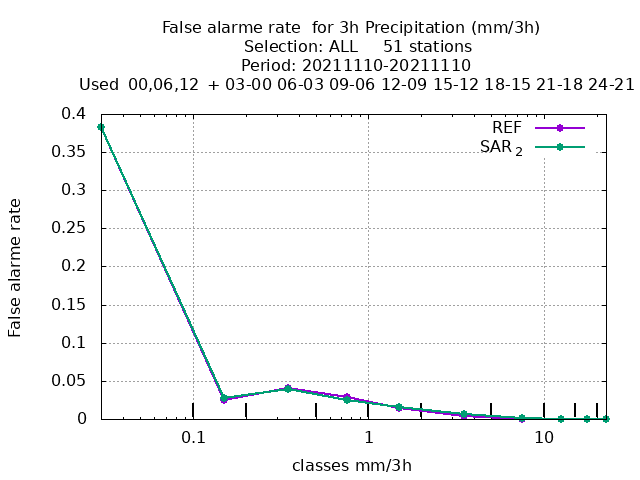 False alarme rate  for 3h Precipitation (mm/3h)
Selection: ALL     51 stations
Period: 20211110-20211110
Used  00,06,12  + 03-00 06-03 09-06 12-09 15-12 18-15 21-18 24-21
REF
SAR 2
0.4
0.35
0.3
0.25
0.2
0.15
0.1
0.05
0
False alarme rate
0.1
1
10
classes mm/3h